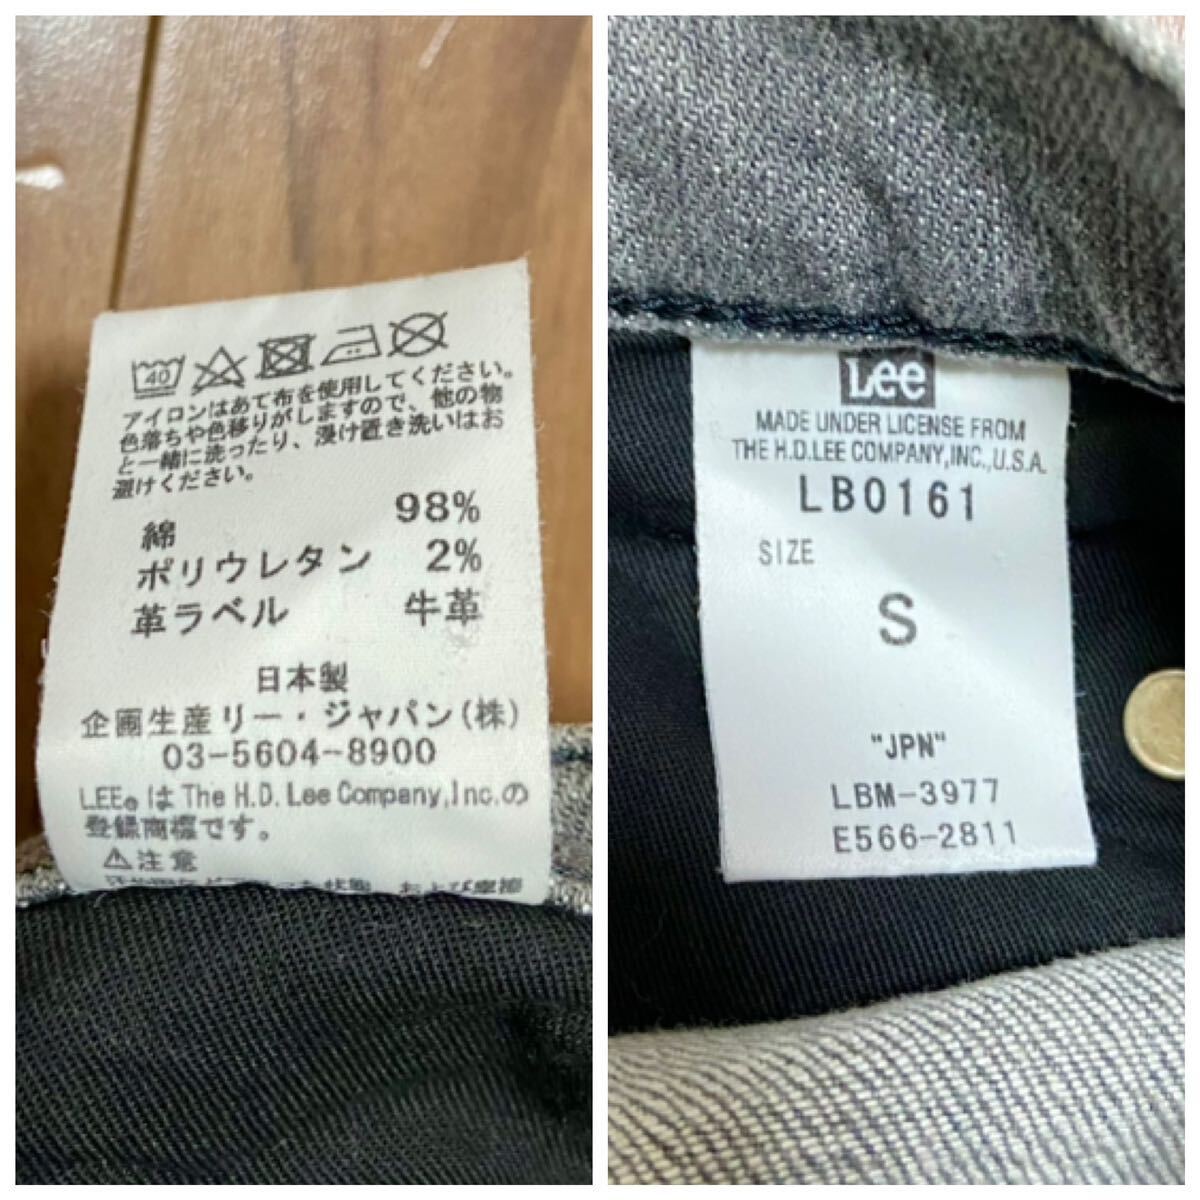 40
アイロンはあて布を使用してください。
色落ちや色移りがしますので、他の物
と一緒に洗ったり、浸け置き洗いはお
避けください。
綿 98%
ポリウレタン 2%
革ラベル 牛革
日本製
企画生産リー・ジャパン(株)
03-5604-8900
LEE®はThe H.D. Lee Company,Inc.の
登録商標です。
⚠注意
Lee
MADE UNDER LICENSE FROM
THE H.D.LEE COMPANY,INC.,U.S.A.
LB0161
SIZE
S
"JPN"
LBM-3977
E566-2811